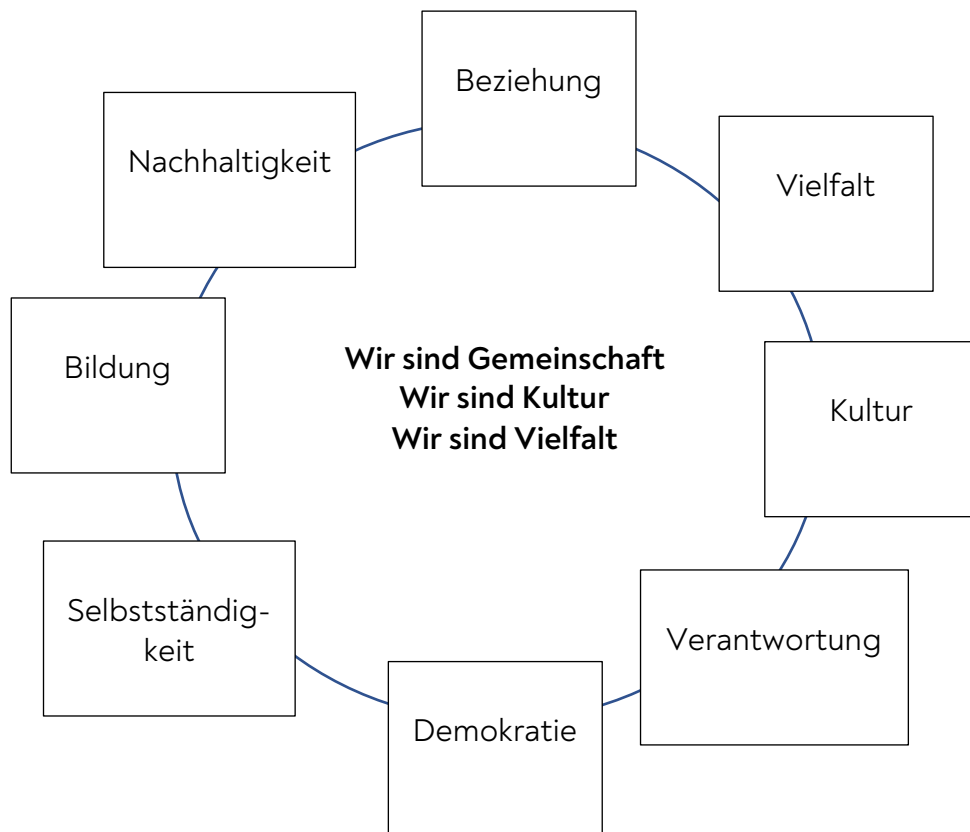 Beziehung
Vielfalt
Kultur
Verantwortung
Demokratie
Selbstständig-
keit
Bildung
Nachhaltigkeit
Wir sind Gemeinschaft
Wir sind Kultur
Wir sind Vielfalt